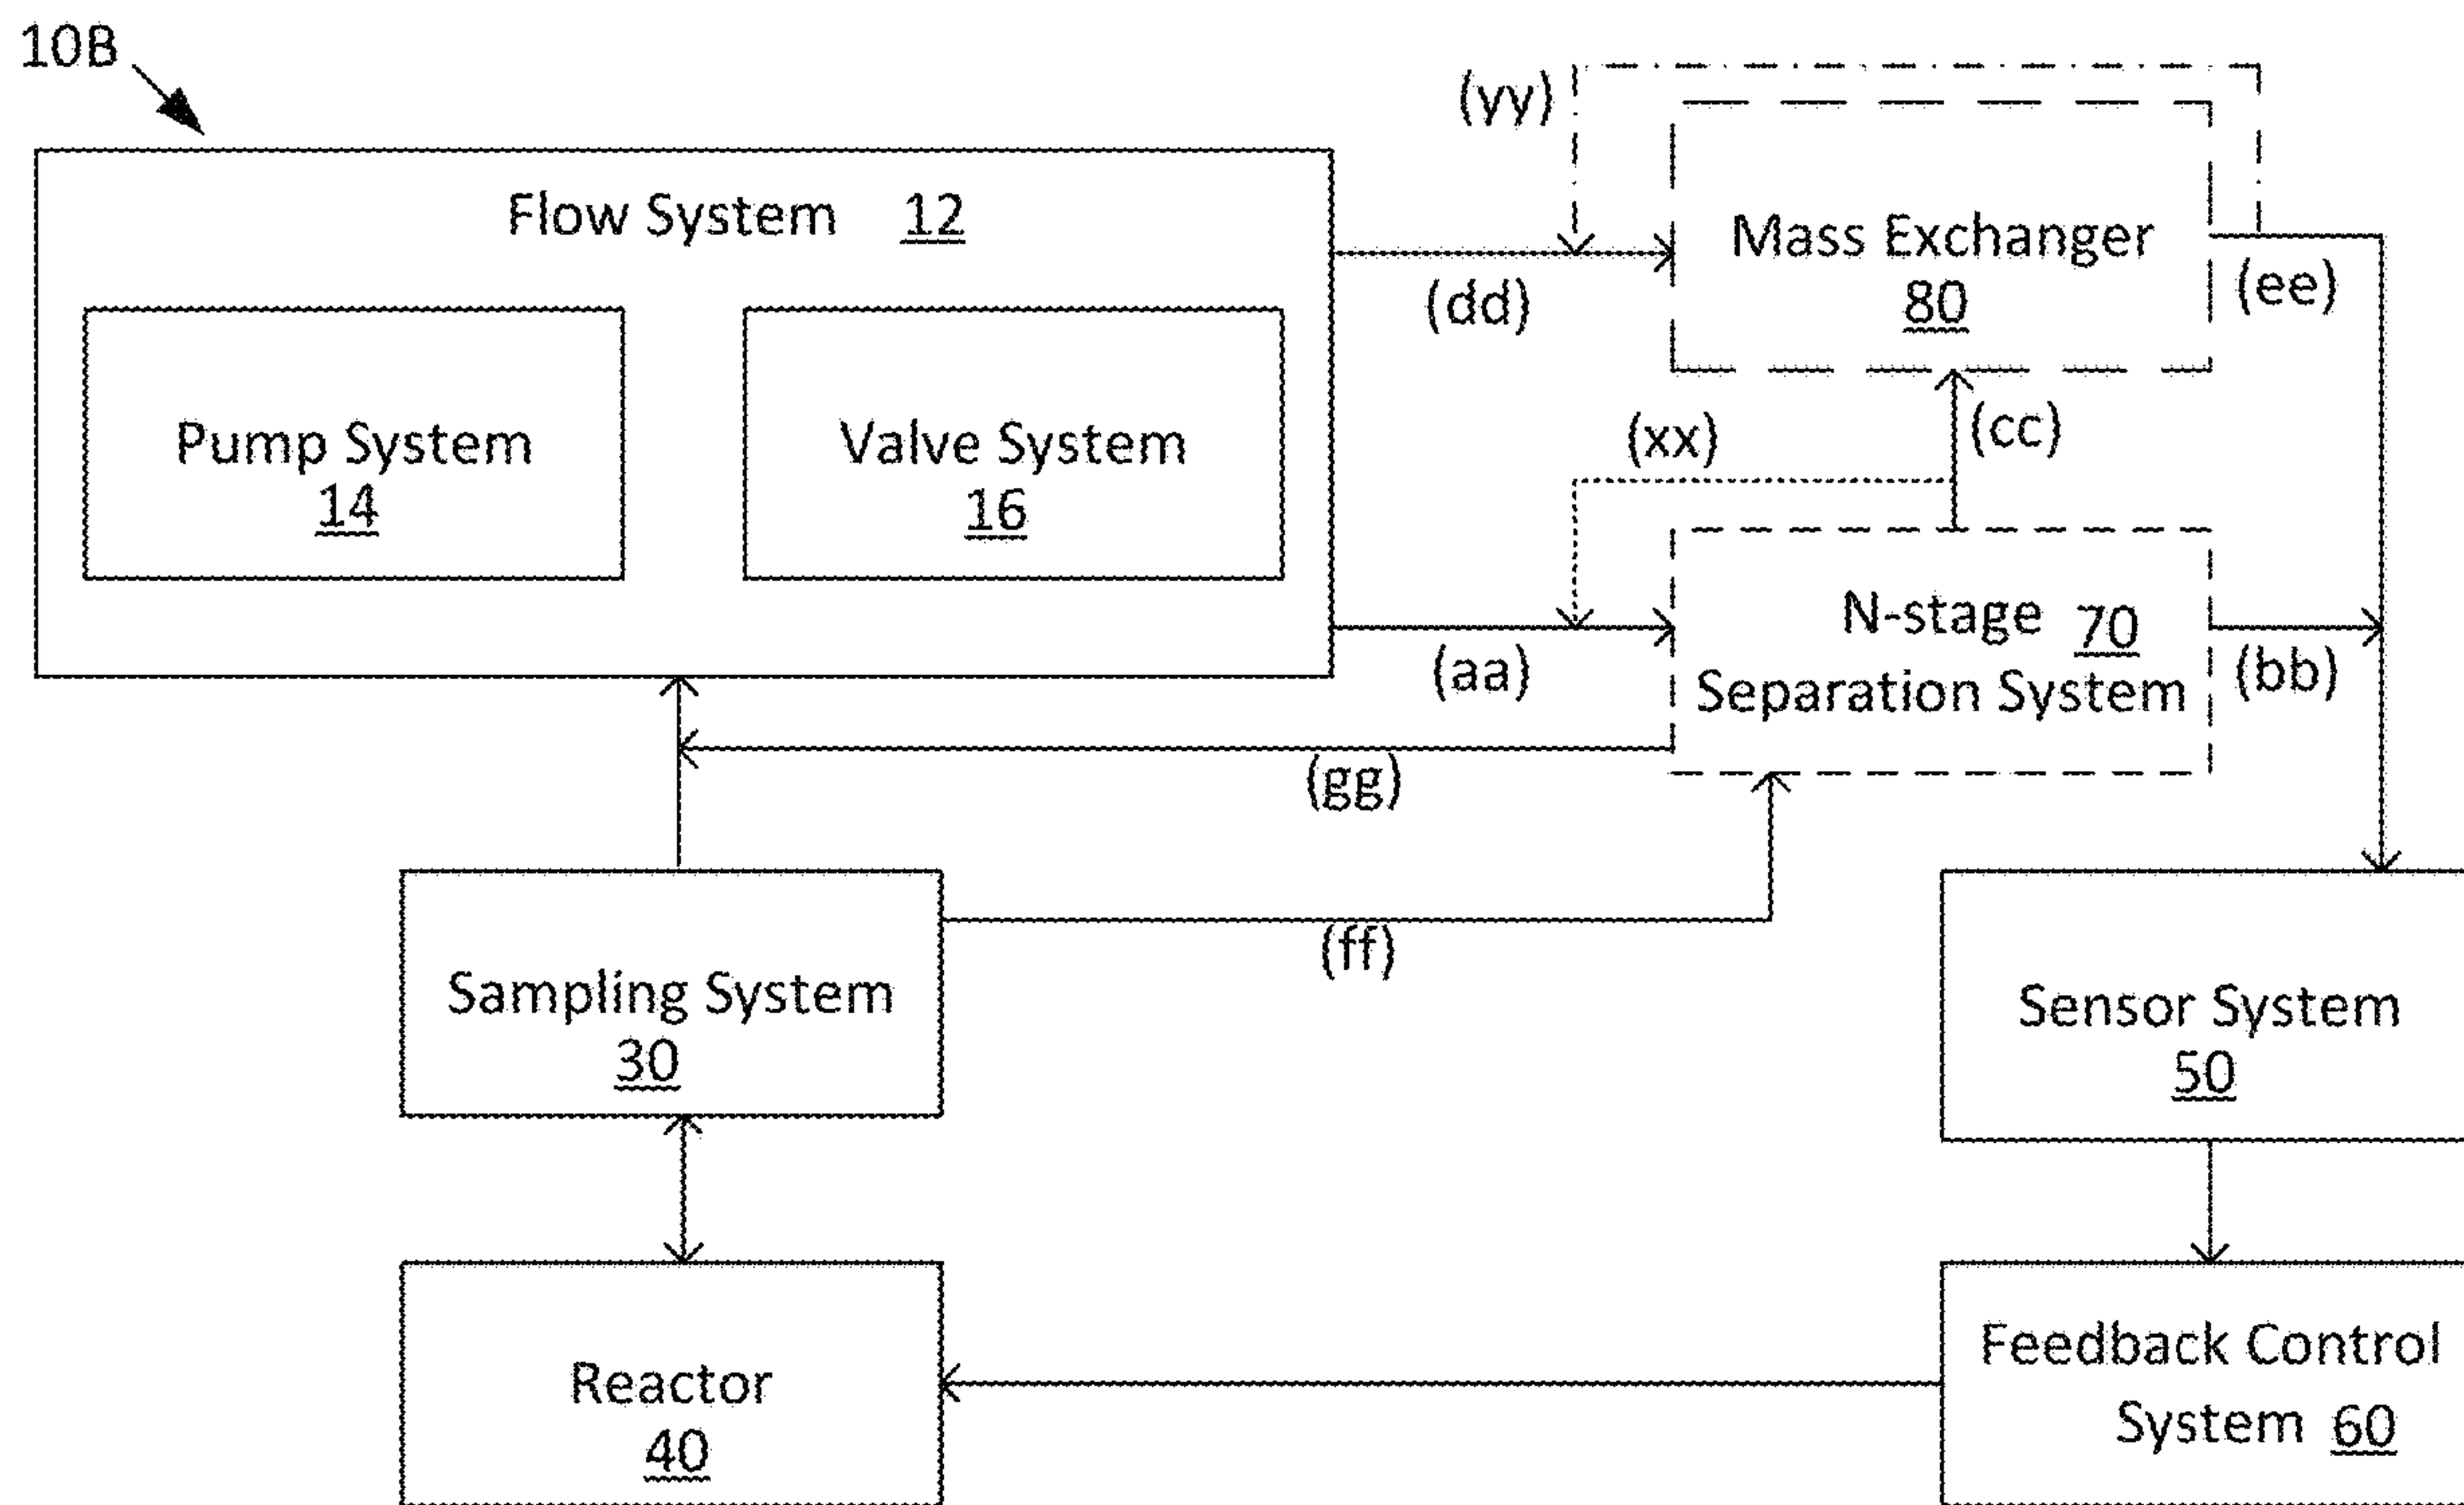 10B
(yy)
Flow System 12
Mass Exchanger
80
(dd)
(ee)
Pump System
14
Valve System
16
(xx)
(cc)
N-stage 70
Separation System
(aa)
(bb)
(gg)
(ff)
Sampling System
30
Sensor System
50
Reactor
40
Feedback Control
System 60